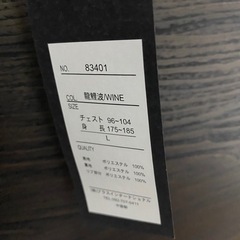 NO. 83401
COL. 龍鯉波/WINE
SIZE
チェスト 96~104
身 長 175~185
L
QUALITY
ポリエステル 100%
ポリエステル 100%
ポリエステル 100%